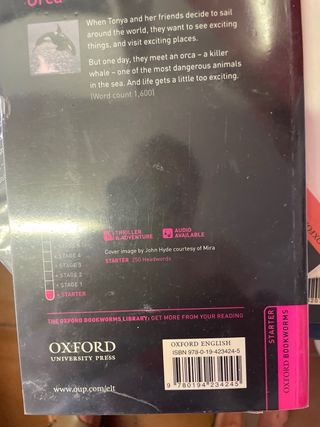 Orca
When Tonya and her friends decide to sail
around the world, they want to see exciting
things, and visit exciting places.
But one day, they meet an orca – a killer
whale – one of the most dangerous animals
in the sea. And life gets a little too exciting.
(Word count 1,600)
THRILLER
& ADVENTURE
AUDIO
AVAILABLE
Cover image by John Hyde courtesy of Mira
STARTER 250 Headwords
STAGE 4
STAGE 3
STAGE 2
STAGE 1
STARTER
THE OXFORD BOOKWORMS LIBRARY: GET MORE FROM YOUR READING
OXFORD
UNIVERSITY PRESS
www.oup.com/elt
OXFORD ENGLISH
ISBN 978-0-19-423424-5
9 780194 234245
STARTER
OXFORD BOOKWORMS